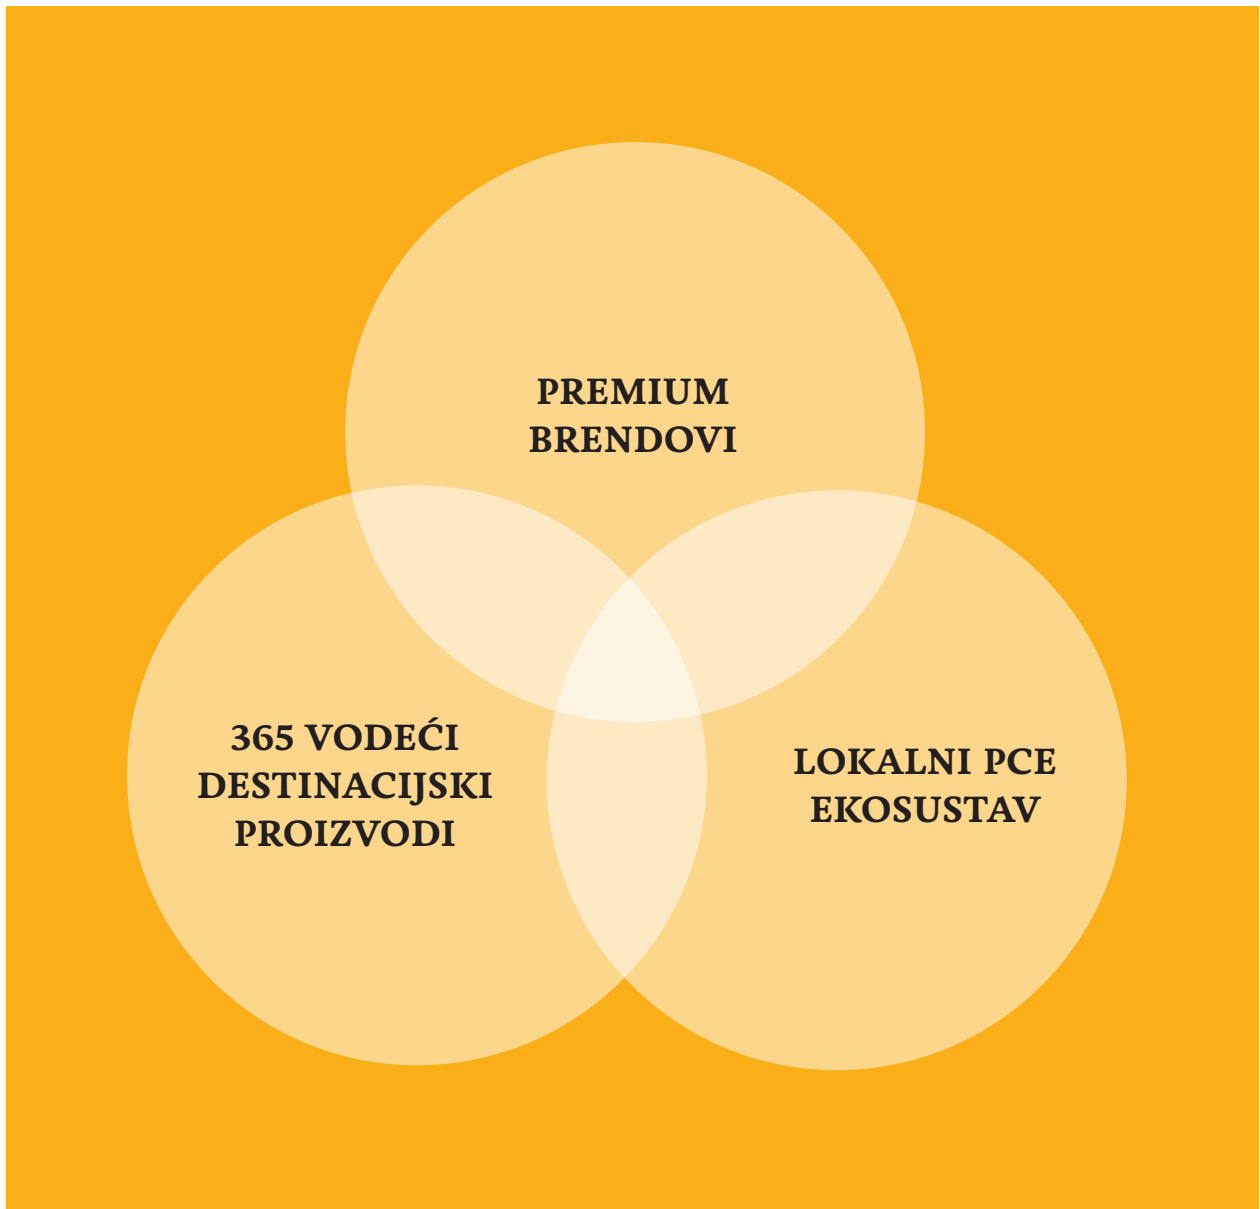 PREMIUM
BRENDOVI
365 VODEĆI
DESTINACIJSKI
PROIZVODI
LOKALNI PCE
EKOSUSTAV